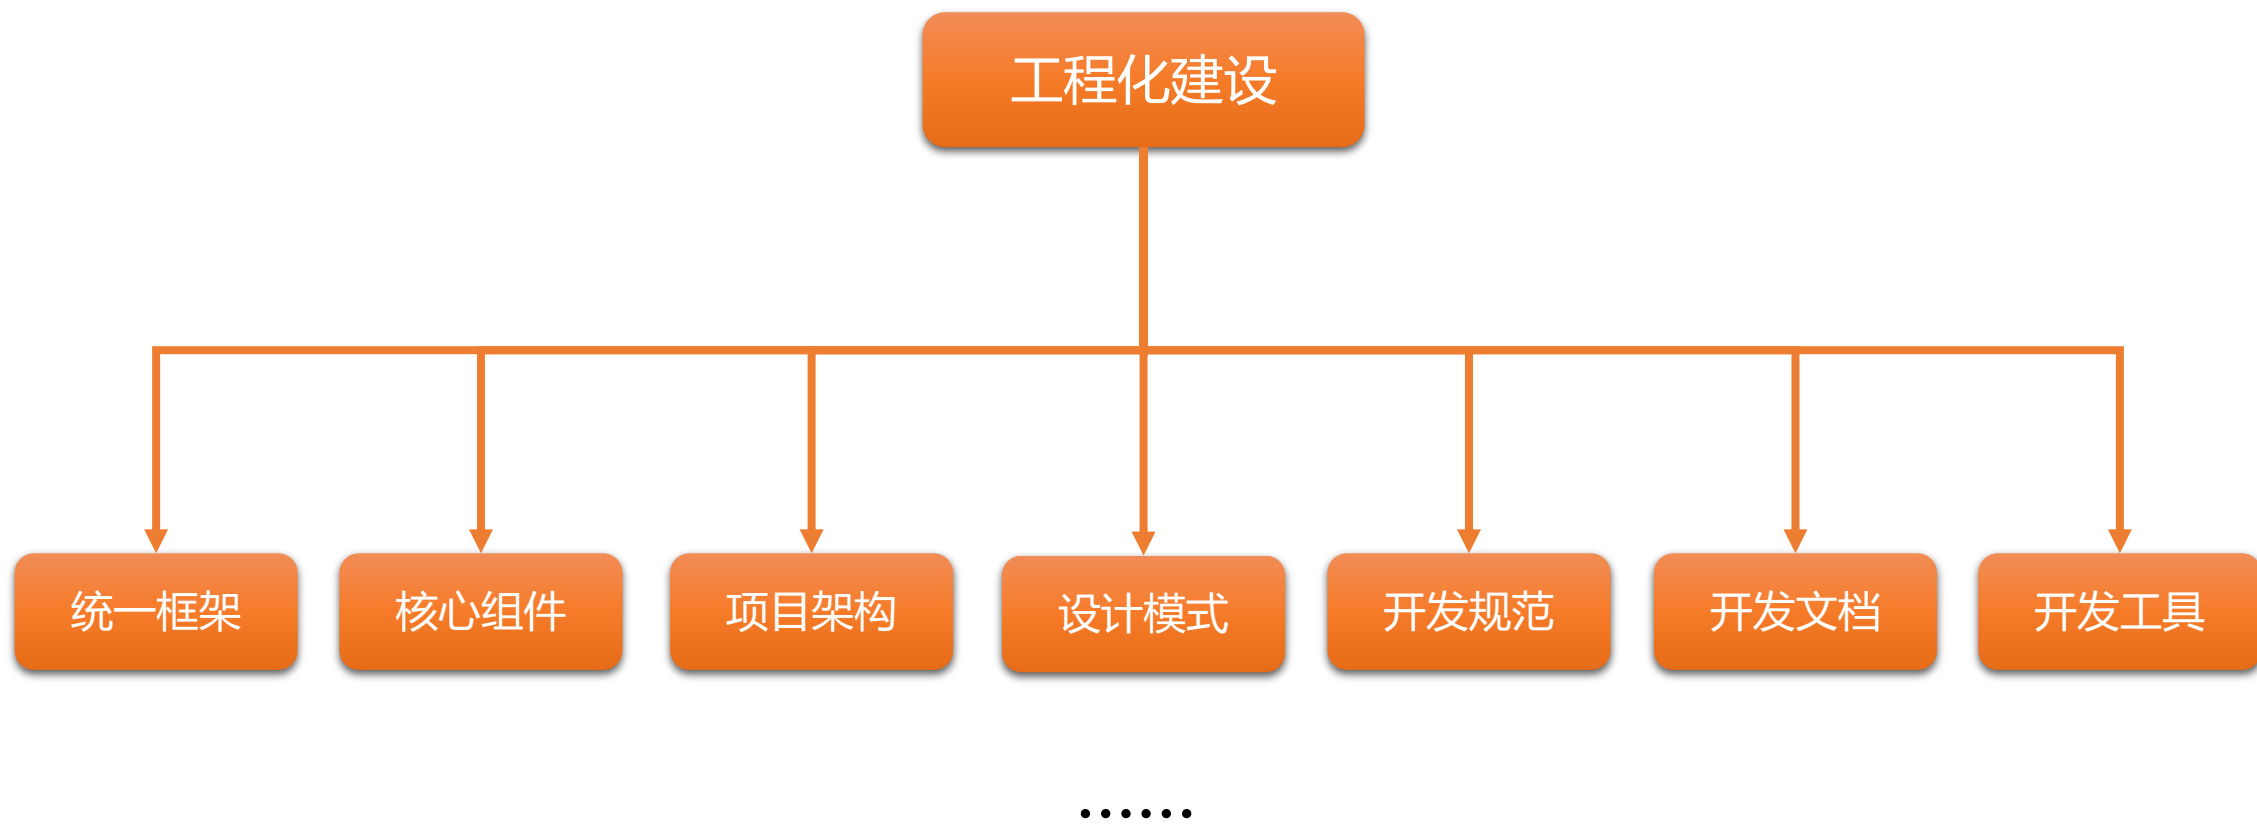 工程化建设
统一框架
核心组件
项目架构
设计模式
开发规范
开发文档
开发工具
……